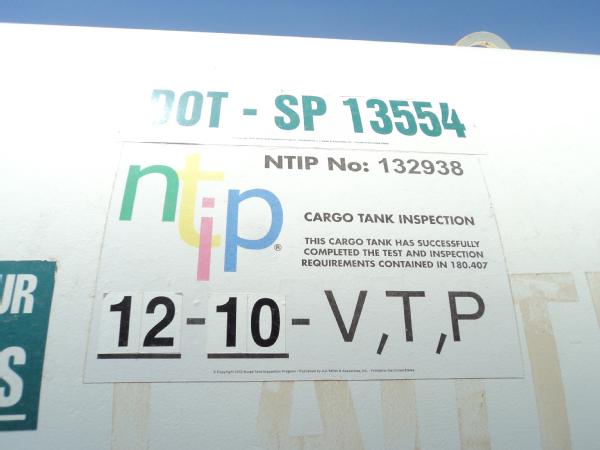 DOT - SP 13554
ntip®
NTIP No: 132938
CARGO TANK INSPECTION
THIS CARGO TANK HAS SUCCESSFULLY
COMPLETED THE TEST AND INSPECTION
REQUIREMENTS CONTAINED IN 180.407
12-10-V,T,P
UR
S